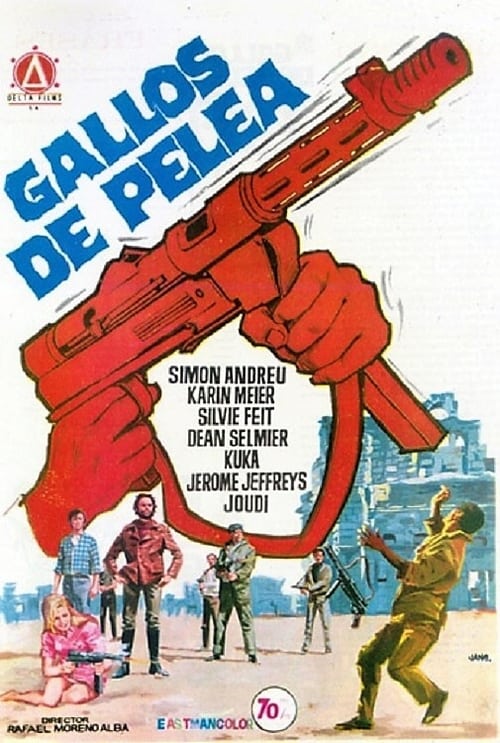 DELTA FILMS
S.A.
GALLOS
DE PELEA
SIMON ANDREU
KARIN MEIER
SILVIE FEIT
DEAN SELMIER
KUKA
JEROME JEFFREYS
JOUDI
JANO.
DIRECTOR
RAFAEL MORENO ALBA
EASTMANCOLOR
70